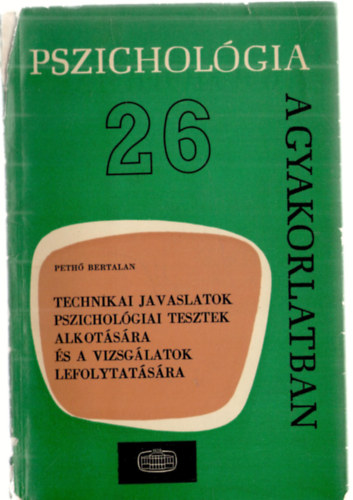 PSZICHOLÓGIA
26
A GYAKORLATBAN
PETHŐ BERTALAN
TECHNIKAI JAVASLATOK
PSZICHOLÓGIAI TESZTEK
ALKOTÁSÁRA
ÉS A VIZSGÁLATOK
LEFOLYTATÁSÁRA